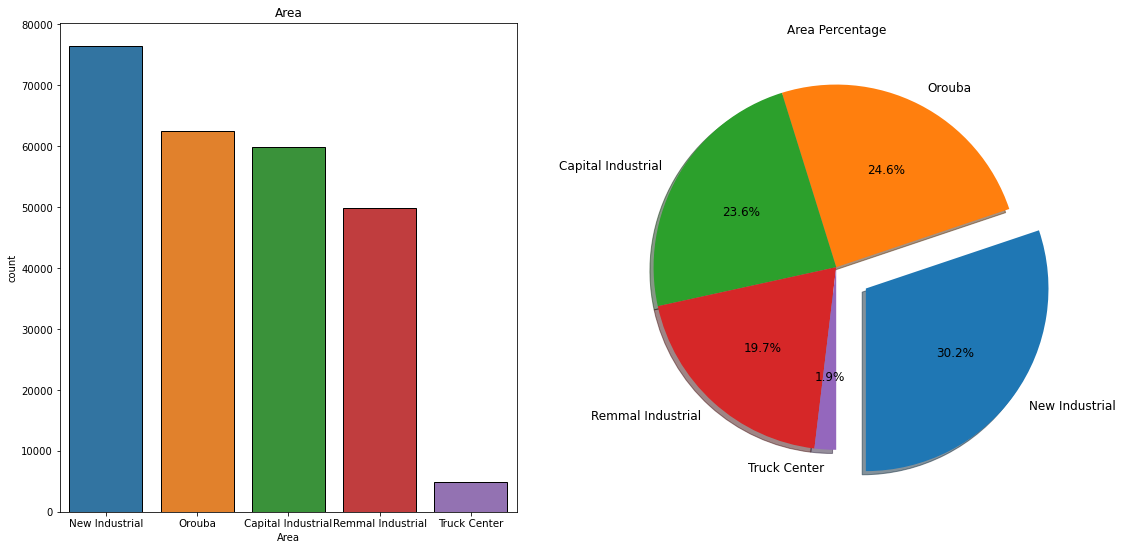 Area
80000
70000
60000
50000
40000
30000
20000
10000
0
count
New Industrial
Orouba
Capital Industrial
Remmal Industrial
Truck Center
Area
Area Percentage
Orouba
24.6%
Capital Industrial
23.6%
19.7%
Remmal Industrial
1.9%
Truck Center
30.2%
New Industrial